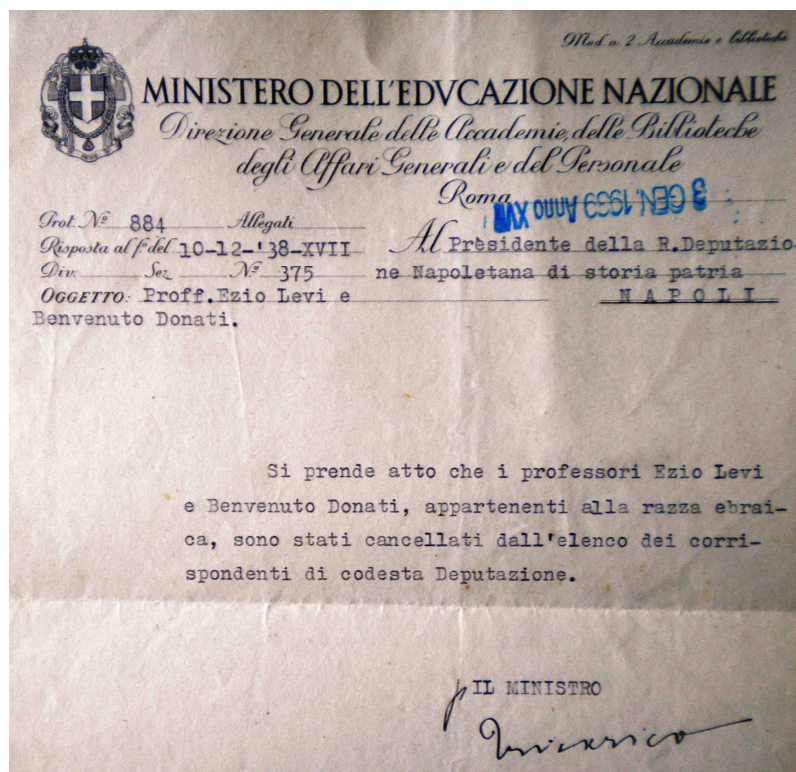 Mod. n. 2 Accademie e biblioteche
MINISTERO DELL'EDVCAZIONE NAZIONALE
Direzione Generale delle Accademie, delle Biblioteche
degli Affari Generali e del Personale
Roma 3 GEN. 1939 Anno XVII
Prot. Nº 884 Allegati
Risposta al f.º del 10-12-'38-XVII
Div. Sez. Nº 375
OGGETTO: Proff.Ezio Levi e
Benvenuto Donati.
Al Presidente della R.Deputazio-
ne Napoletana di storia patria
NAPOLI
Si prende atto che i professori Ezio Levi
e Benvenuto Donati, appartenenti alla razza ebrai-
ca, sono stati cancellati dall'elenco dei corri-
spondenti di codesta Deputazione.
p IL MINISTRO